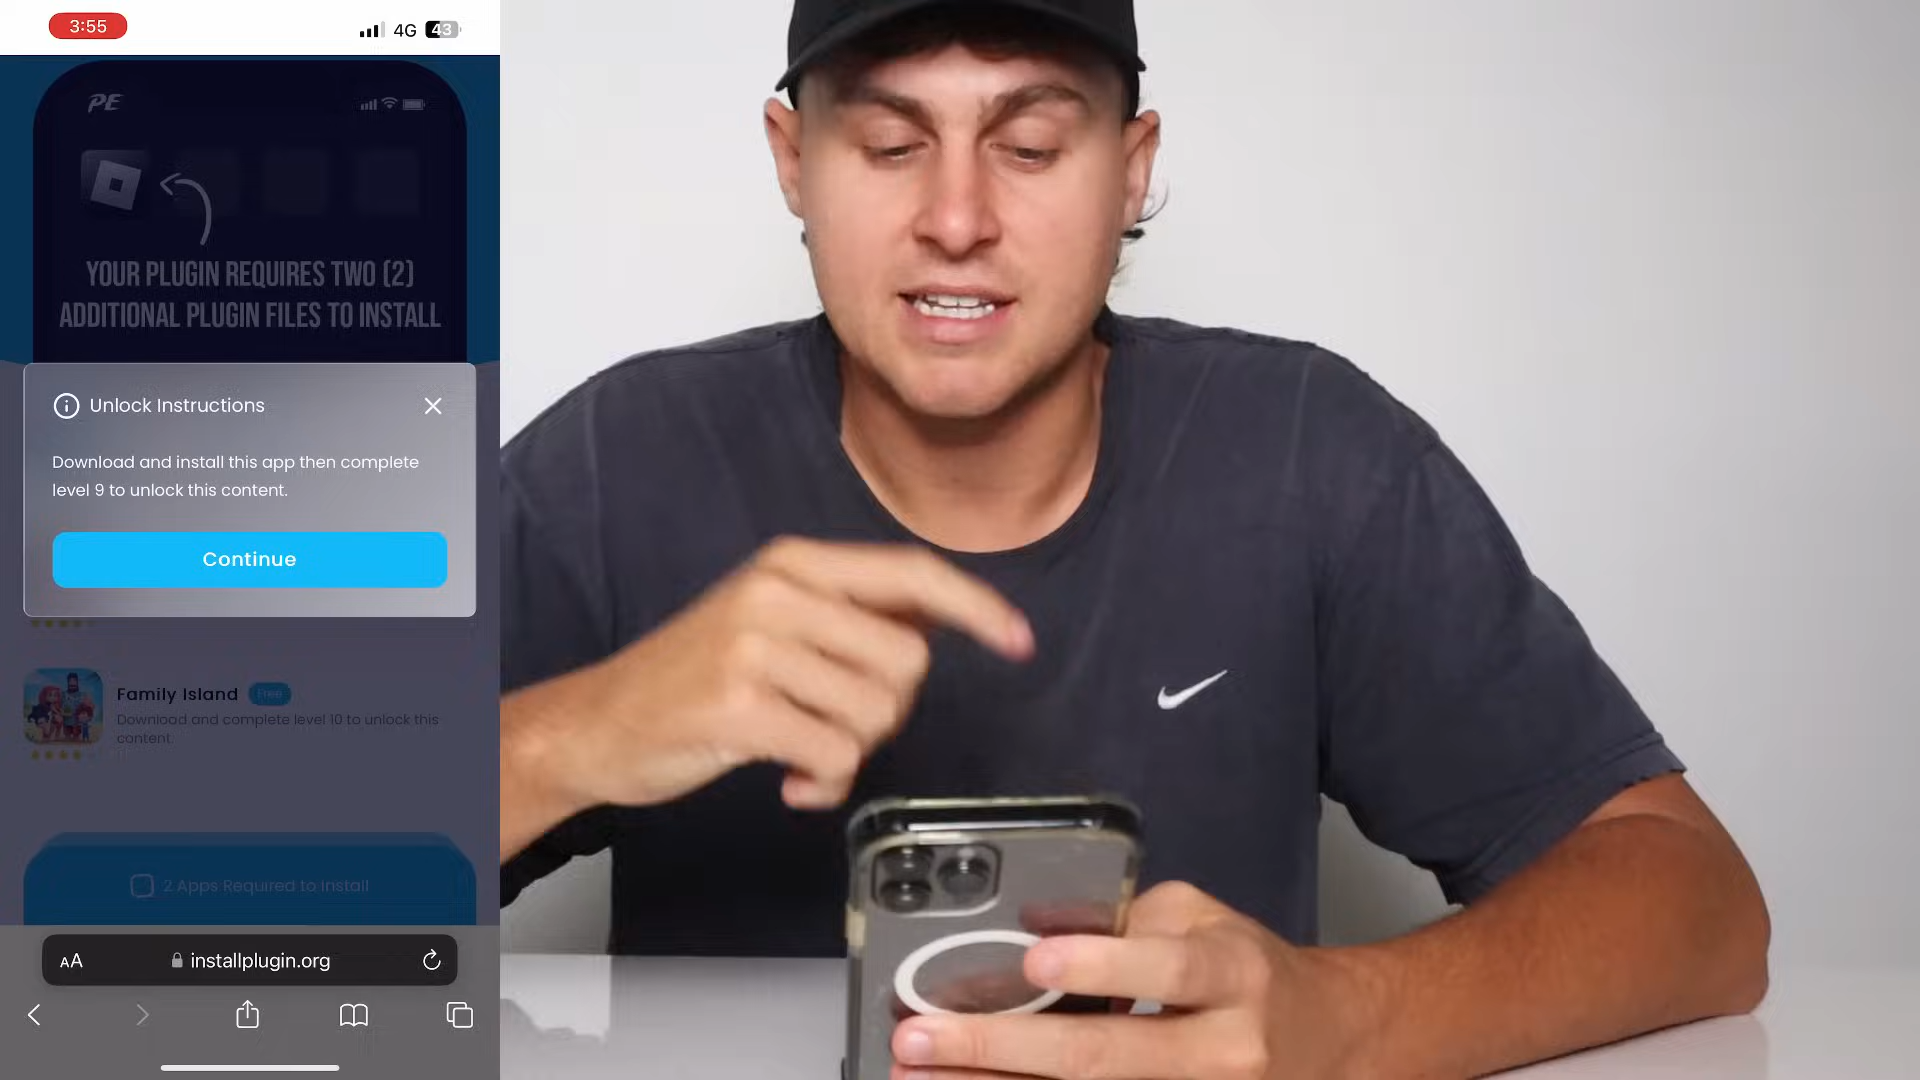 3:55
4G 43
PE
YOUR PLUGIN REQUIRES TWO (2)
ADDITIONAL PLUGIN FILES TO INSTALL
Unlock Instructions
Download and install this app then complete
level 9 to unlock this content.
Continue
Family Island Free
Download and complete level 10 to unlock this
content.
2 Apps Required to Install
AA installplugin.org